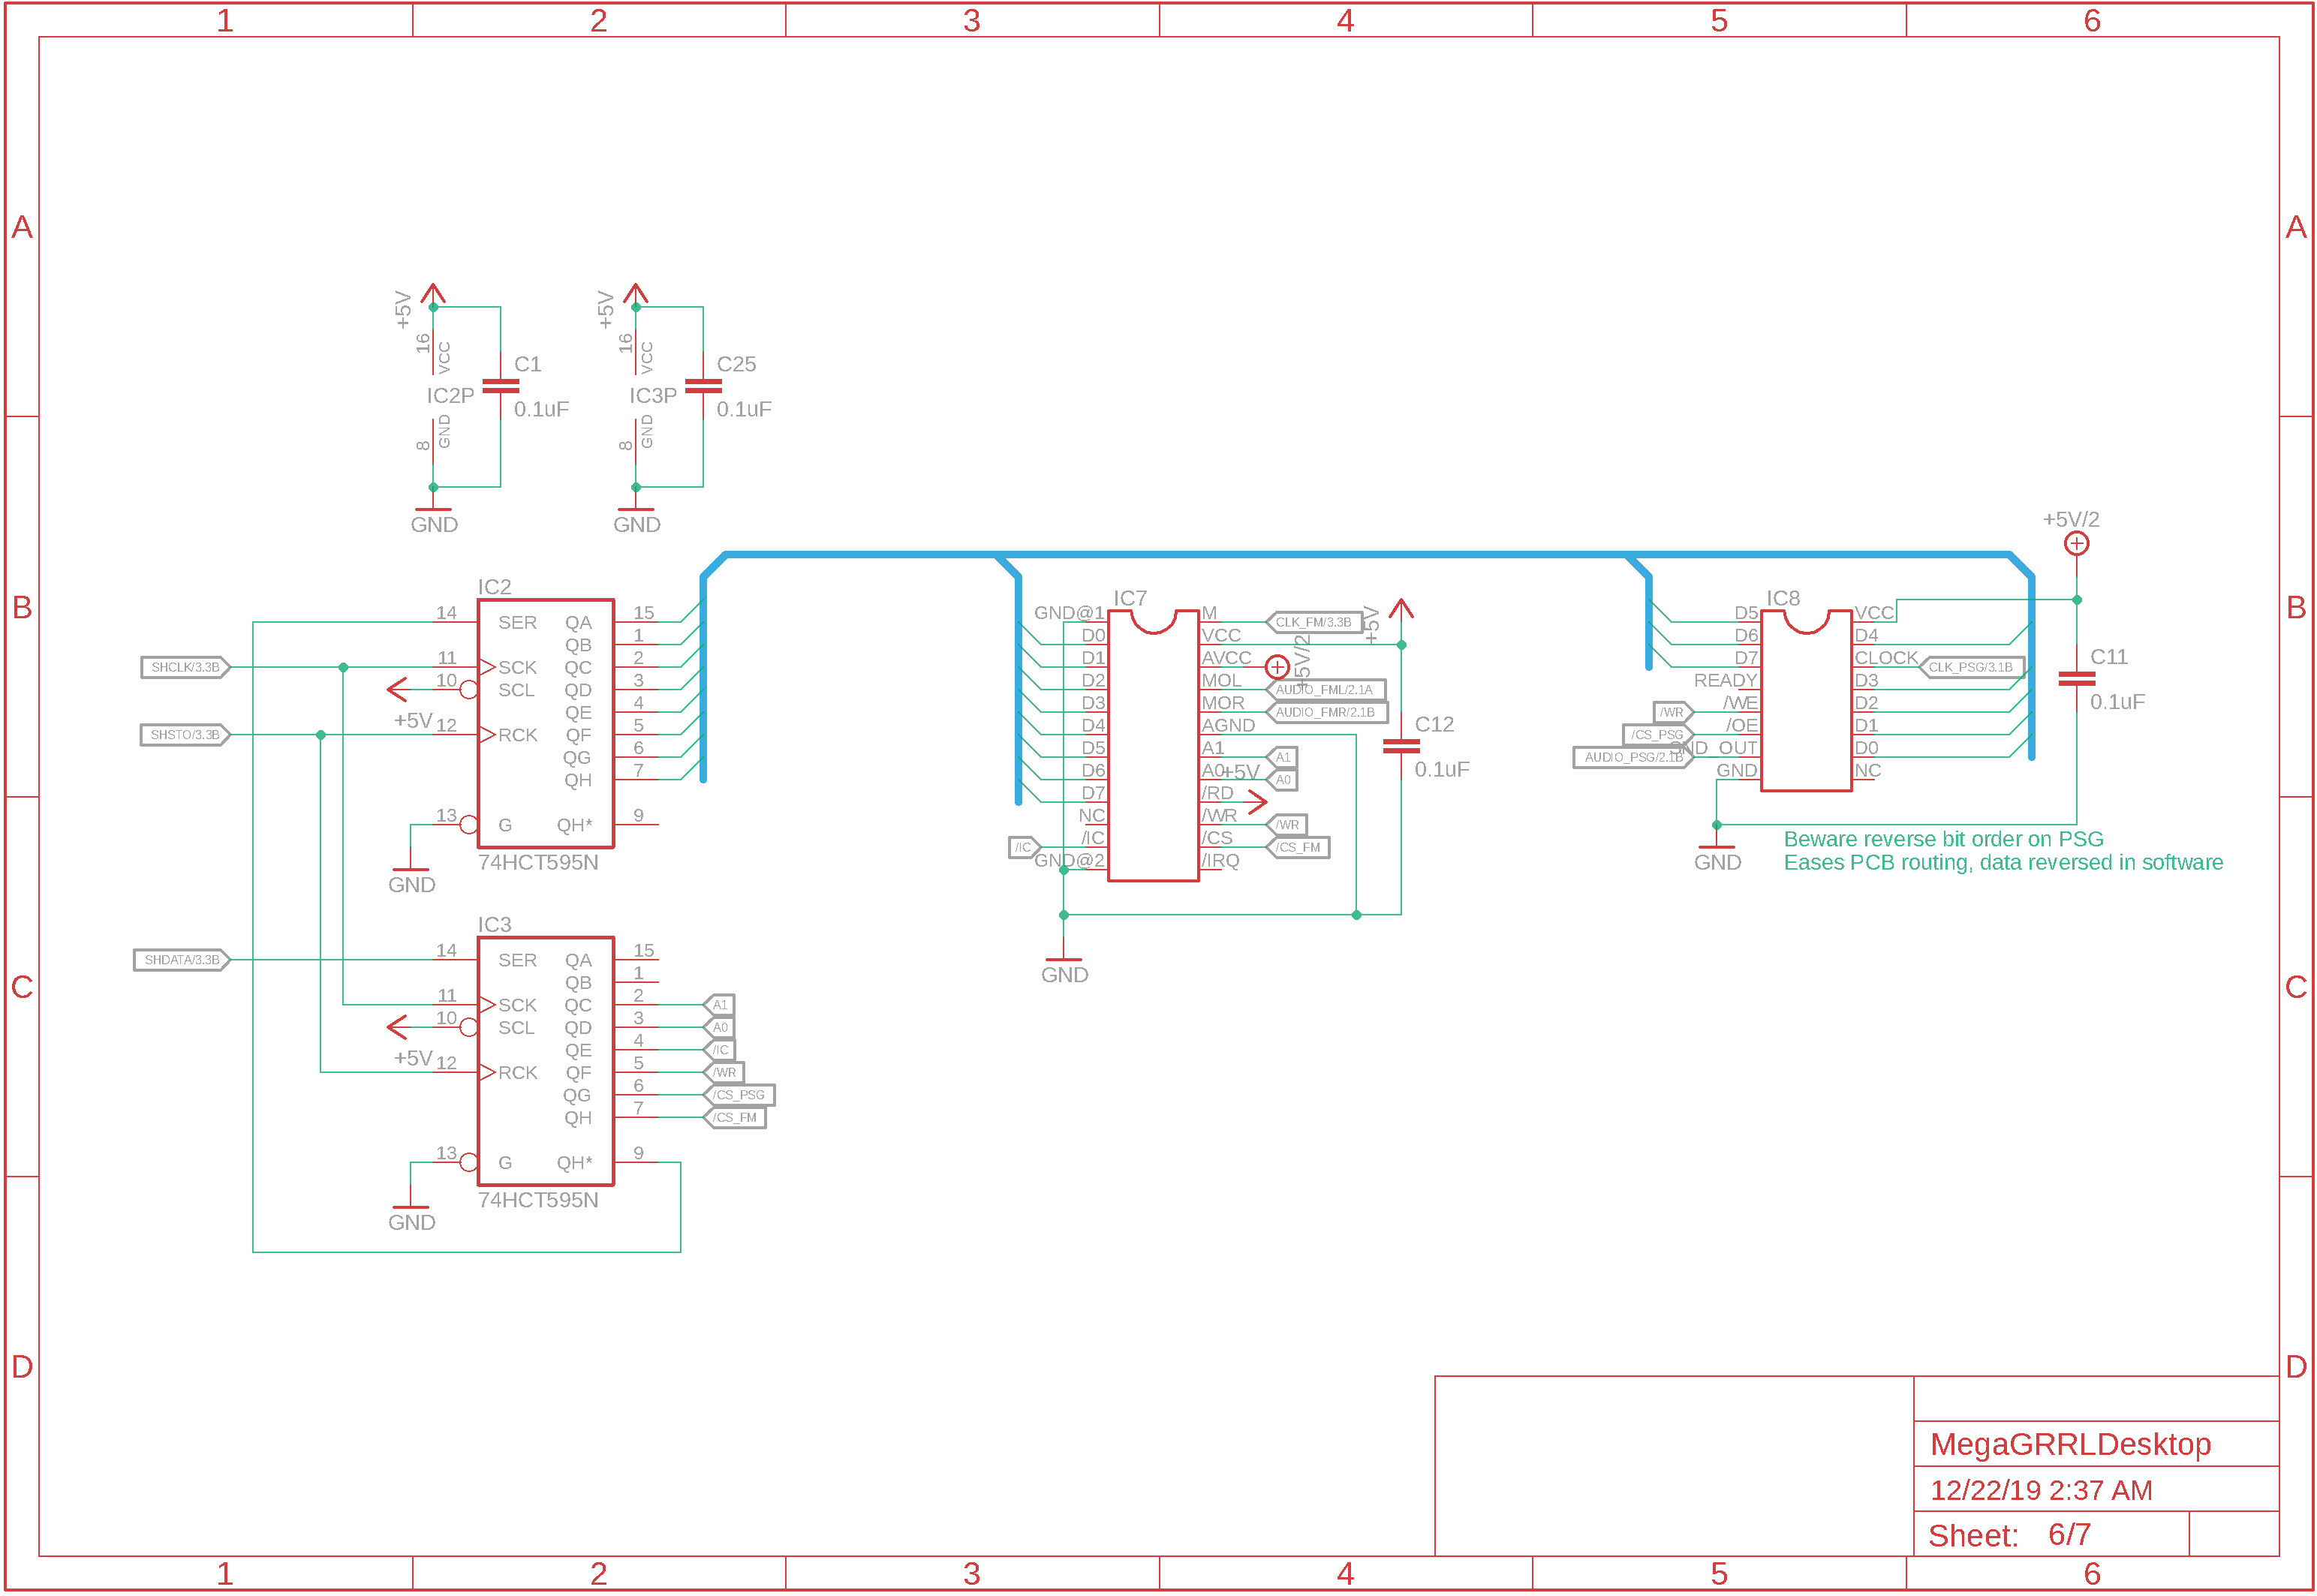 1 2 3 4 5 6
A A
+5V +5V
16 VCC 16 VCC
C1 C25
IC2P IC3P
0.1uF 0.1uF
8 GND 8 GND
GND GND
B B
IC2
14 SER QA 15
QB 1
SHCLK/3.3B 11 SCK QC 2
10 SCL QD 3
QE 4
+5V
SHSTO/3.3B 12 RCK QF 5
QG 6
QH 7
13 G QH* 9
74HCT595N
GND
IC3
SHDATA/3.3B 14 SER QA 15
QB 1
11 SCK QC 2 A1
10 SCL QD 3 A0
QE 4 /IC
+5V
12 RCK QF 5 /WR
QG 6 /CS_PSG
QH 7 /CS_FM
13 G QH* 9
74HCT595N
GND
IC7
GND@1 M CLK_FM/3.3B +5V
D0 VCC
D1 AVCC +5V/2
D2 MOL AUDIO_FML/2.1A
D3 MOR AUDIO_FMR/2.1B
D4 AGND
D5 A1 A1
D6 A0 +5V A0
D7 /RD
NC /WR /WR
/IC /IC /CS /CS_FM
GND@2 /IRQ
C12
0.1uF
GND
+5V/2
IC8
D5 VCC
D6 D4
D7 CLOCK CLK_PSG/3.1B
READY D3
/WR /WE D2
/CS_PSG /OE D1
AUDIO_PSG/2.1B SND_OUT D0
GND NC
C11
0.1uF
GND
Beware reverse bit order on PSG
Eases PCB routing, data reversed in software
C C
D D
MegaGRRLDesktop
12/22/19 2:37 AM
Sheet: 6/7
1 2 3 4 5 6